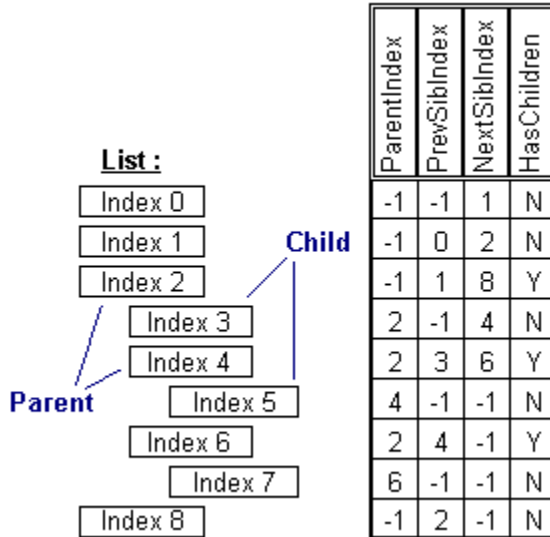 ParentIndex PrevSibIndex NextSibIndex HasChildren
List :
Index 0 -1 -1 1 N
Index 1 Child -1 0 2 N
Index 2 -1 1 8 Y
Index 3 2 -1 4 N
Index 4 2 3 6 Y
Parent Index 5 4 -1 -1 N
Index 6 2 4 -1 Y
Index 7 6 -1 -1 N
Index 8 -1 2 -1 N